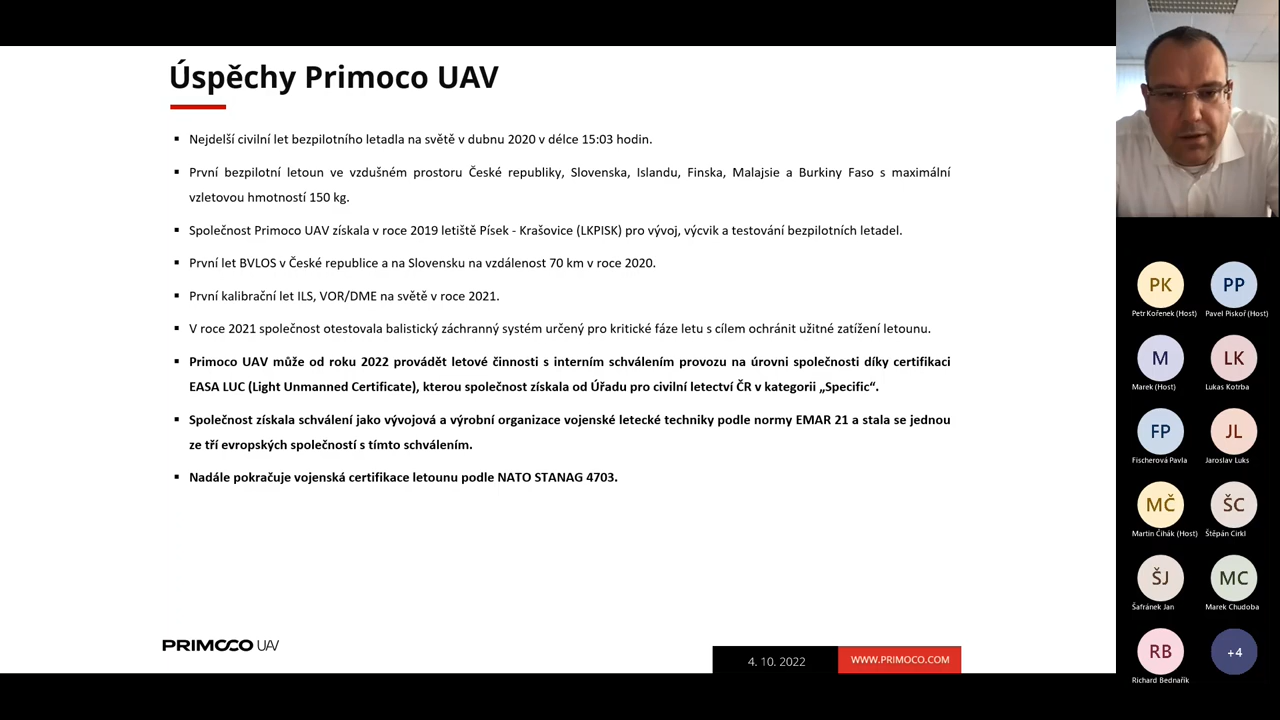 Úspěchy Primoco UAV
▪ Nejdelší civilní let bezpilotního letadla na světě v dubnu 2020 v délce 15:03 hodin.
▪ První bezpilotní letoun ve vzdušném prostoru České republiky, Slovenska, Islandu, Finska, Malajsie a Burkiny Faso s maximální
vzletovou hmotností 150 kg.
▪ Společnost Primoco UAV získala v roce 2019 letiště Písek - Krašovice (LKPISK) pro vývoj, výcvik a testování bezpilotních letadel.
▪ První let BVLOS v České republice a na Slovensku na vzdálenost 70 km v roce 2020.
▪ První kalibrační let ILS, VOR/DME na světě v roce 2021.
▪ V roce 2021 společnost otestovala balistický záchranný systém určený pro kritické fáze letu s cílem ochránit užitné zatížení letounu.
▪ Primoco UAV může od roku 2022 provádět letové činnosti s interním schválením provozu na úrovni společnosti díky certifikaci
EASA LUC (Light Unmanned Certificate), kterou společnost získala od Úřadu pro civilní letectví ČR v kategorii „Specific“.
▪ Společnost získala schválení jako vývojová a výrobní organizace vojenské letecké techniky podle normy EMAR 21 a stala se jednou
ze tří evropských společností s tímto schválením.
▪ Nadále pokračuje vojenská certifikace letounu podle NATO STANAG 4703.
PRIMOCO UAV
4. 10. 2022
WWW.PRIMOCO.COM
PK
PP
Petr Kořenek (Host)
Pavel Piskoř (Host)
M
LK
Marek (Host)
Lukas Kotrba
FP
JL
Fischerová Pavla
Jaroslav Luks
MČ
ŠC
Martin Čihák (Host)
Štěpán Cirkl
ŠJ
MC
Šafránek Jan
Marek Chudoba
RB
+4
Richard Bednařík